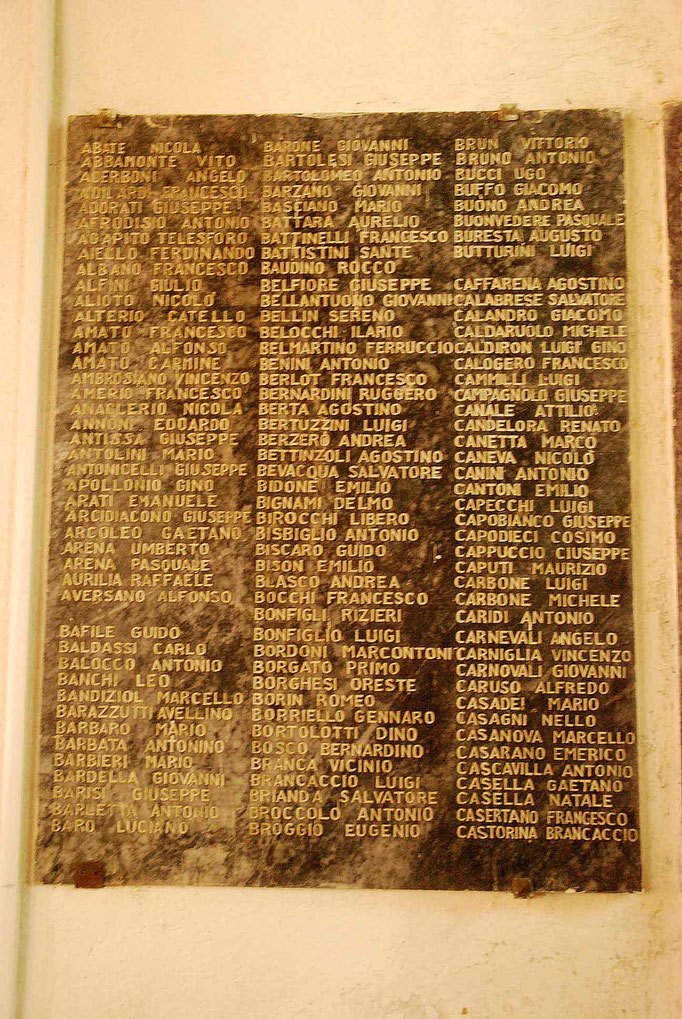 ABATE NICOLA
ABBAMONTE VITO
ACERBONI ANGELO
ADILARDI FRANCESCO
ADORATI GIUSEPPE
AFRODISIO ANTONIO
AGAPITO TELESFORO
AIELLO FERDINANDO
ALBANO FRANCESCO
ALFINI GIULIO
ALIOTO NICOLÒ
ALTERIO CATELLO
AMATO FRANCESCO
AMATO ALFONSO
AMATO CARMINE
AMBROSIANO VINCENZO
AMERIO FRANCESCO
ANACLERIO NICOLA
ANNONI EDOARDO
ANTISSA GIUSEPPE
ANTOLINI MARIO
ANTONICELLI GIUSEPPE
APOLLONIO GINO
ARATI EMANUELE
ARCIDIACONO GIUSEPPE
ARCOLEO GAETANO
ARENA UMBERTO
ARENA PASQUALE
AURILIA RAFFAELE
AVERSANO ALFONSO
BAFILE GUIDO
BALDASSI CARLO
BALOCCO ANTONIO
BANCHI LEO
BANDIZIOL MARCELLO
BARAZZUTTI AVELLINO
BARBARO MARIO
BARBATA ANTONINO
BARBIERI MARIO
BARDELLA GIOVANNI
BARISI GIUSEPPE
BARLETTA ANTONIO
BARO LUCIANO
BARONE GIOVANNI
BARTOLESI GIUSEPPE
BARTOLOMEO ANTONIO
BARZANO GIOVANNI
BASCIANO MARIO
BATTARA AURELIO
BATTINELLI FRANCESCO
BATTISTINI SANTE
BAUDINO ROCCO
BELFIORE GIUSEPPE
BELLANTUONO GIOVANNI
BELLIN SERENO
BELOCCHI ILARIO
BELMARTINO FERRUCCIO
BENINI ANTONIO
BERLOT FRANCESCO
BERNARDINI RUGGERO
BERTA AGOSTINO
BERTUZZINI LUIGI
BERZERO ANDREA
BETTINZOLI AGOSTINO
BEVACQUA SALVATORE
BIDONE EMILIO
BIGNAMI DELMO
BIROCCHI LIBERO
BISBIGLIO ANTONIO
BISCARO GUIDO
BISON EMILIO
BLASCO ANDREA
BOCCHI FRANCESCO
BONFIGLI RIZIERI
BONFIGLIO LUIGI
BORDONI MARCONTONI
BORGATO PRIMO
BORGHESI ORESTE
BORIN ROMEO
BORRIELLO GENNARO
BORTOLOTTI DINO
BOSCO BERNARDINO
BRANCA VICINIO
BRANCACCIO LUIGI
BRIANDA SALVATORE
BROCCOLO ANTONIO
BROGGIO EUGENIO
BRUN VITTORIO
BRUNO ANTONIO
BUCCI UGO
BUFFO GIACOMO
BUONO ANDREA
BUONVEDERE PASQUALE
BURESTA AUGUSTO
BUTTURINI LUIGI
CAFFARENA AGOSTINO
CALABRESE SALVATORE
CALANDRO GIACOMO
CALDARUOLO MICHELE
CALDIRON LUIGI GINO
CALOGERO FRANCESCO
CAMMILLI LUIGI
CAMPAGNOLO GIUSEPPE
CANALE ATTILIO
CANDELORA RENATO
CANETTA MARCO
CANEVA NICOLÒ
CANINI ANTONIO
CANTONI EMILIO
CAPECCHI LUIGI
CAPOBIANCO GIUSEPPE
CAPODIECI COSIMO
CAPPUCCIO CIUSEPPE
CAPUTI MAURIZIO
CARBONE LUIGI
CARBONE MICHELE
CARIDI ANTONIO
CARNEVALI ANGELO
CARNIGLIA VINCENZO
CARNOVALI GIOVANNI
CARUSO ALFREDO
CASADEI MARIO
CASAGNI NELLO
CASANOVA MARCELLO
CASARANO EMERICO
CASCAVILLA ANTONIO
CASELLA GAETANO
CASELLA NATALE
CASERTANO FRANCESCO
CASTORINA BRANCACCIO